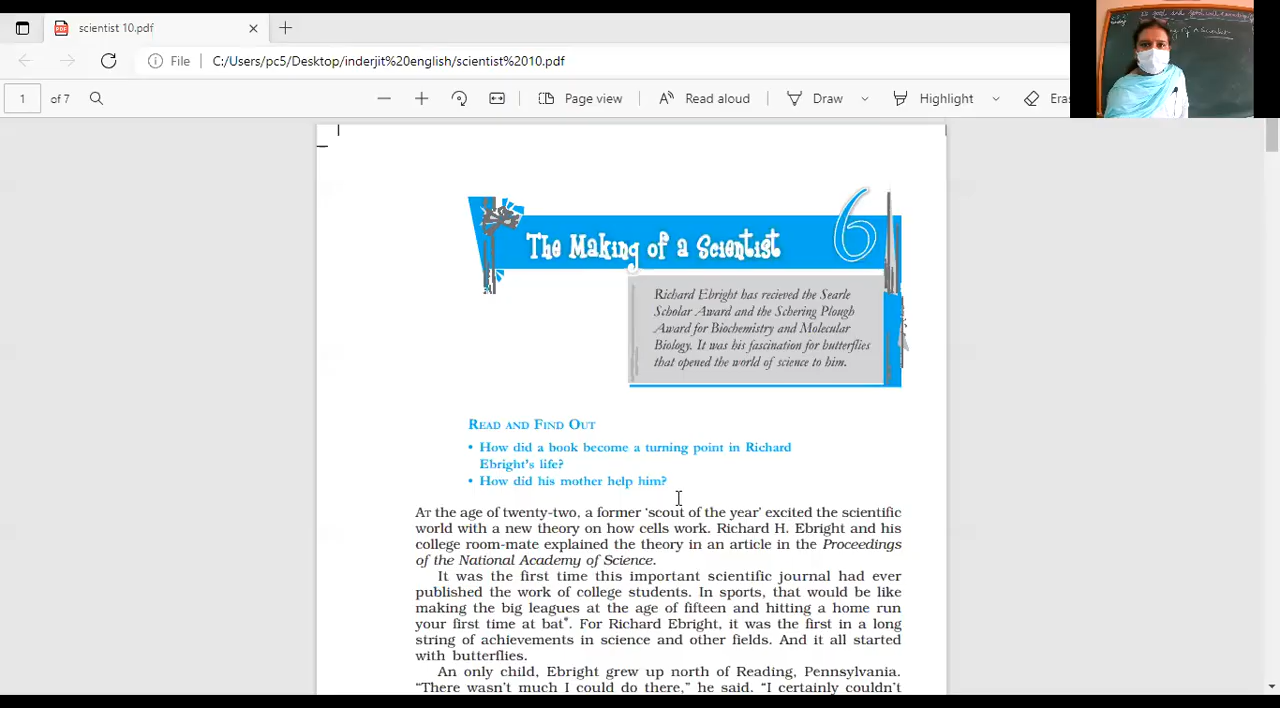 scientist 10.pdf
File C:/Users/pc5/Desktop/inderjit%20english/scientist%2010.pdf
1 of 7 Page view Read aloud Draw Highlight Eras
of a Scientist
The Making of a Scientist 6
Richard Ebright has recieved the Searle
Scholar Award and the Schering Plough
Award for Biochemistry and Molecular
Biology. It was his fascination for butterflies
that opened the world of science to him.
READ AND FIND OUT
• How did a book become a turning point in Richard
Ebright's life?
• How did his mother help him?
AT the age of twenty-two, a former 'scout of the year' excited the scientific
world with a new theory on how cells work. Richard H. Ebright and his
college room-mate explained the theory in an article in the Proceedings
of the National Academy of Science.
It was the first time this important scientific journal had ever
published the work of college students. In sports, that would be like
making the big leagues at the age of fifteen and hitting a home run
your first time at bat*. For Richard Ebright, it was the first in a long
string of achievements in science and other fields. And it all started
with butterflies.
An only child, Ebright grew up north of Reading, Pennsylvania.
“There wasn't much I could do there,” he said. “I certainly couldn't